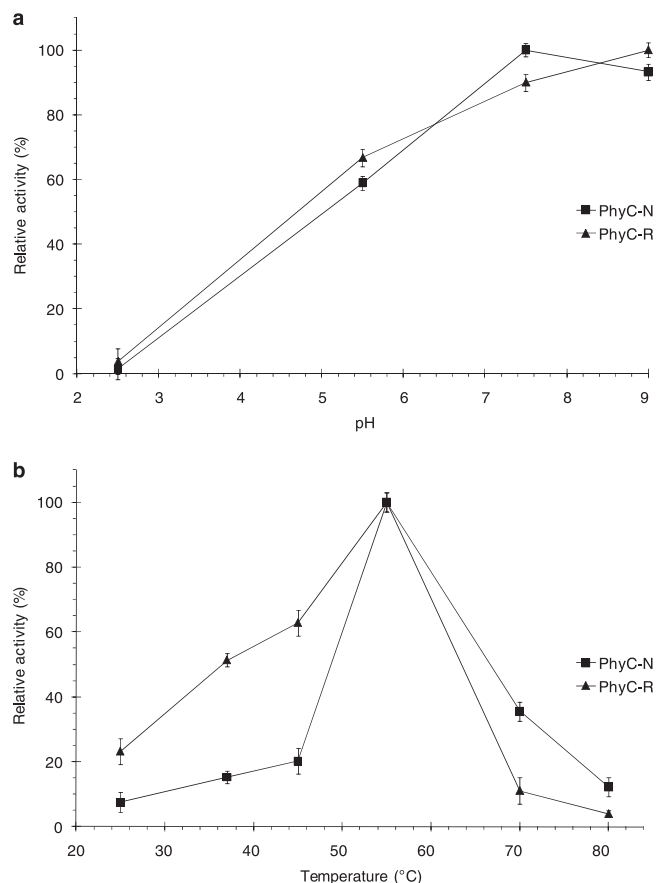 a
100
80
60
40
20
0
Relative activity (%)
PhyC-N
PhyC-R
2 3 4 5 6 7 8 9
pH
b
100
80
60
40
20
0
Relative activity (%)
PhyC-N
PhyC-R
20 30 40 50 60 70 80
Temperature (°C)